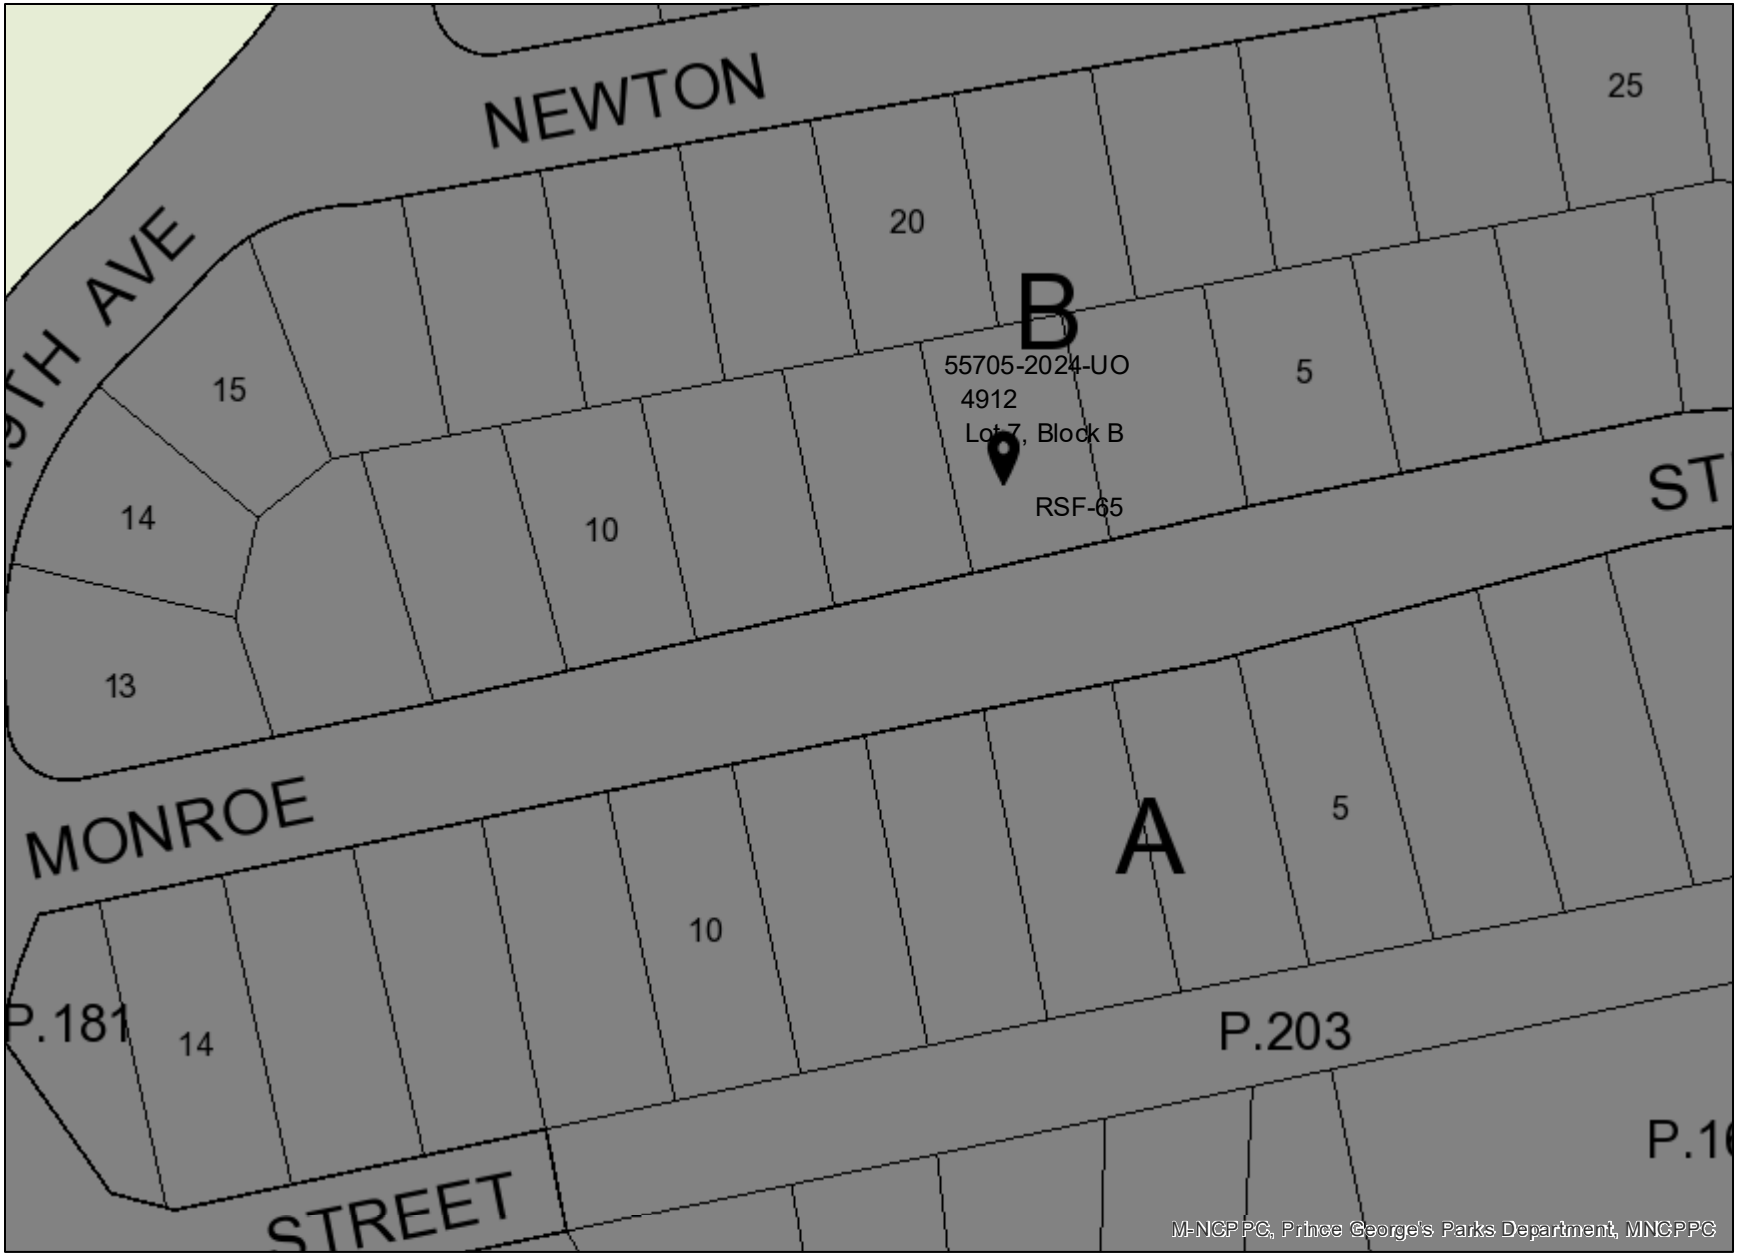 NEWTON
25
20
B
9TH AVE
15
55705-2024-UO
4912
Lot 7, Block B
5
ST
14
10
RSF-65
13
MONROE
5
A
10
P.181
14
P.203
P.16
STREET
M-NCPPC, Prince George's Parks Department, MNCPPC